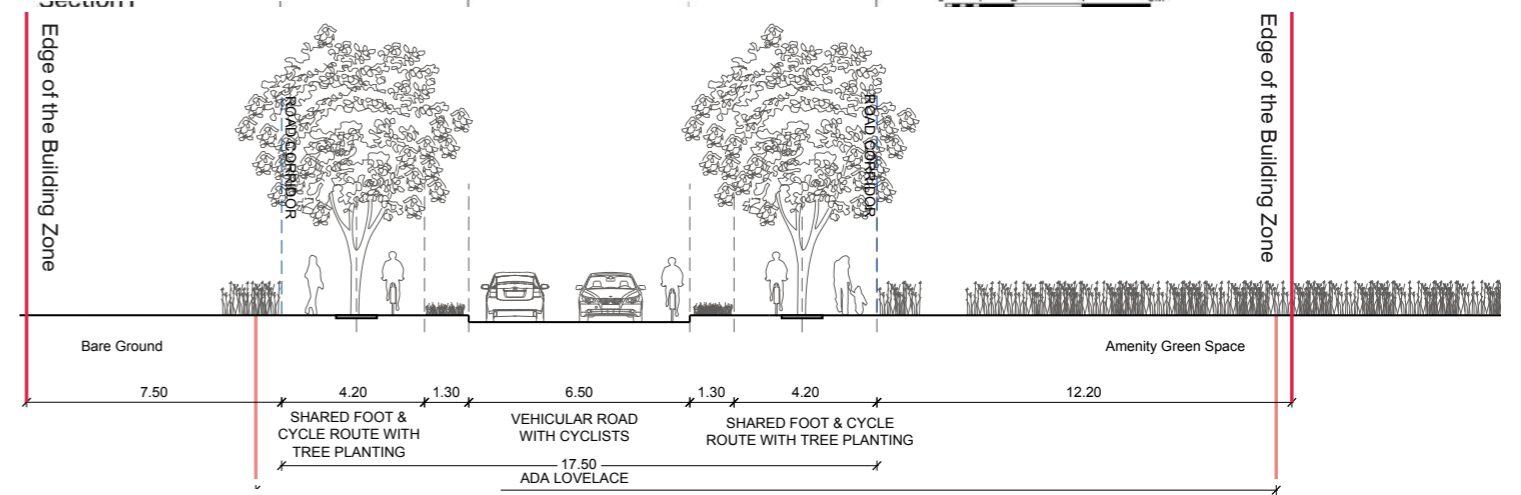 Section
Edge of the Building Zone
ROAD CORRIDOR
ROAD CORRIDOR
Edge of the Building Zone
Bare Ground
Amenity Green Space
7.50
4.20
1.30
6.50
1.30
4.20
12.20
SHARED FOOT &
CYCLE ROUTE WITH
TREE PLANTING
VEHICULAR ROAD
WITH CYCLISTS
SHARED FOOT & CYCLE
ROUTE WITH TREE PLANTING
17.50
ADA LOVELACE